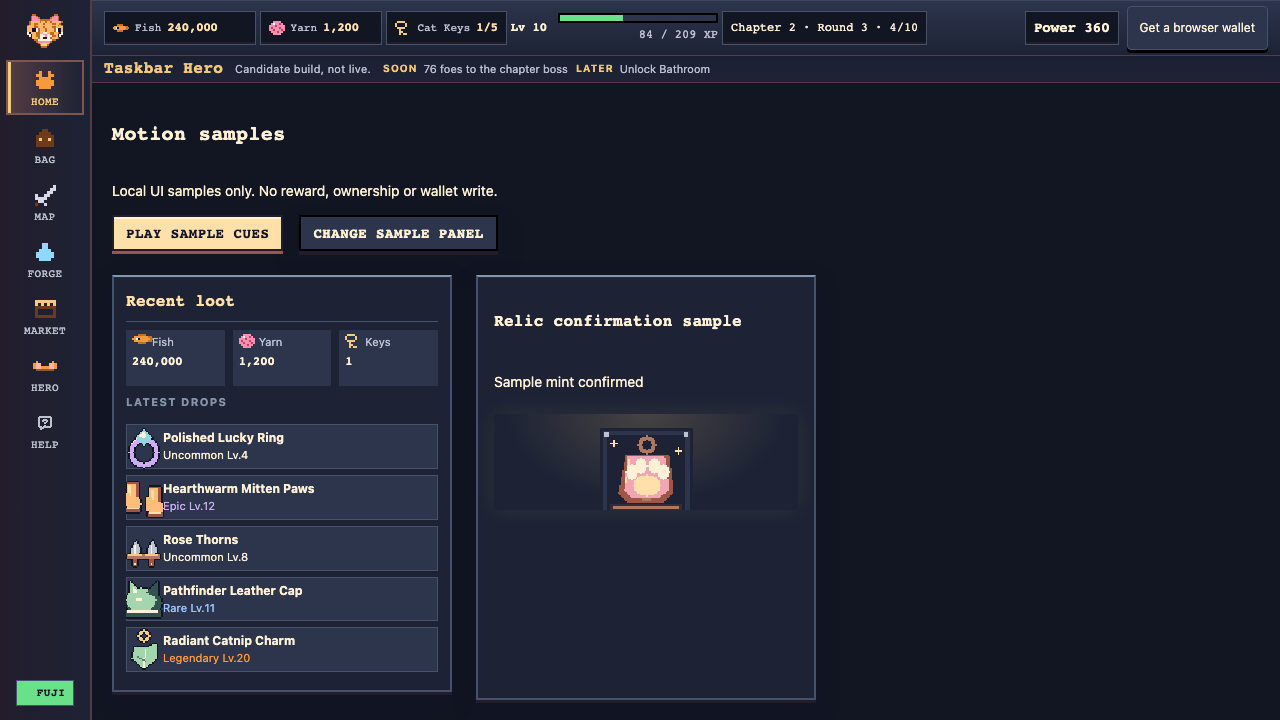 Fish 240,000
Yarn 1,200
Cat Keys 1/5
Lv 10
84 / 209 XP
Chapter 2 · Round 3 · 4/10
Power 360
Get a browser wallet
Taskbar Hero
Candidate build, not live.
SOON 76 foes to the chapter boss
LATER Unlock Bathroom
HOME
BAG
MAP
FORGE
MARKET
HERO
HELP
FUJI
Motion samples
Local UI samples only. No reward, ownership or wallet write.
PLAY SAMPLE CUES
CHANGE SAMPLE PANEL
Recent loot
Fish
240,000
Yarn
1,200
Keys
1
LATEST DROPS
Polished Lucky Ring
Uncommon Lv.4
Hearthwarm Mitten Paws
Epic Lv.12
Rose Thorns
Uncommon Lv.8
Pathfinder Leather Cap
Rare Lv.11
Radiant Catnip Charm
Legendary Lv.20
Relic confirmation sample
Sample mint confirmed